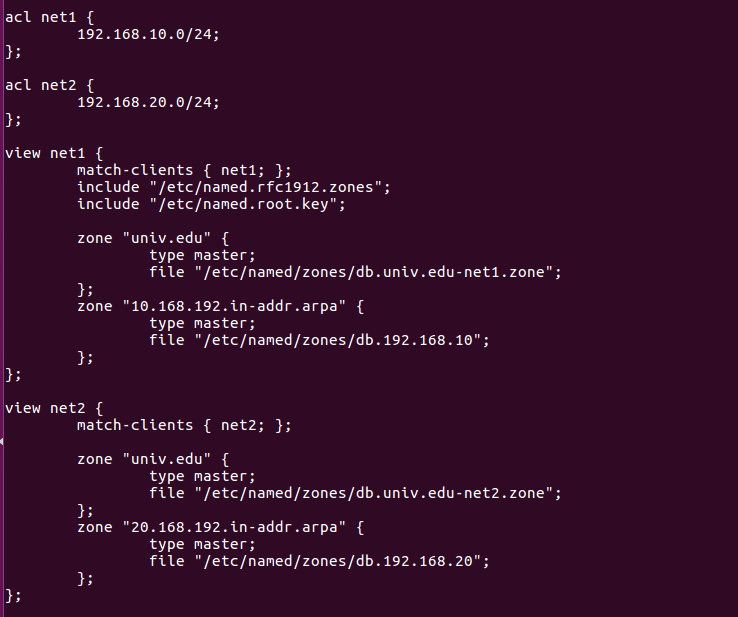 acl net1 {
        192.168.10.0/24;
};

acl net2 {
        192.168.20.0/24;
};

view net1 {
        match-clients { net1; };
        include "/etc/named.rfc1912.zones";
        include "/etc/named.root.key";

        zone "univ.edu" {
                type master;
                file "/etc/named/zones/db.univ.edu-net1.zone";
        };
        zone "10.168.192.in-addr.arpa" {
                type master;
                file "/etc/named/zones/db.192.168.10";
        };
};

view net2 {
        match-clients { net2; };

        zone "univ.edu" {
                type master;
                file "/etc/named/zones/db.univ.edu-net2.zone";
        };
        zone "20.168.192.in-addr.arpa" {
                type master;
                file "/etc/named/zones/db.192.168.20";
        };
};